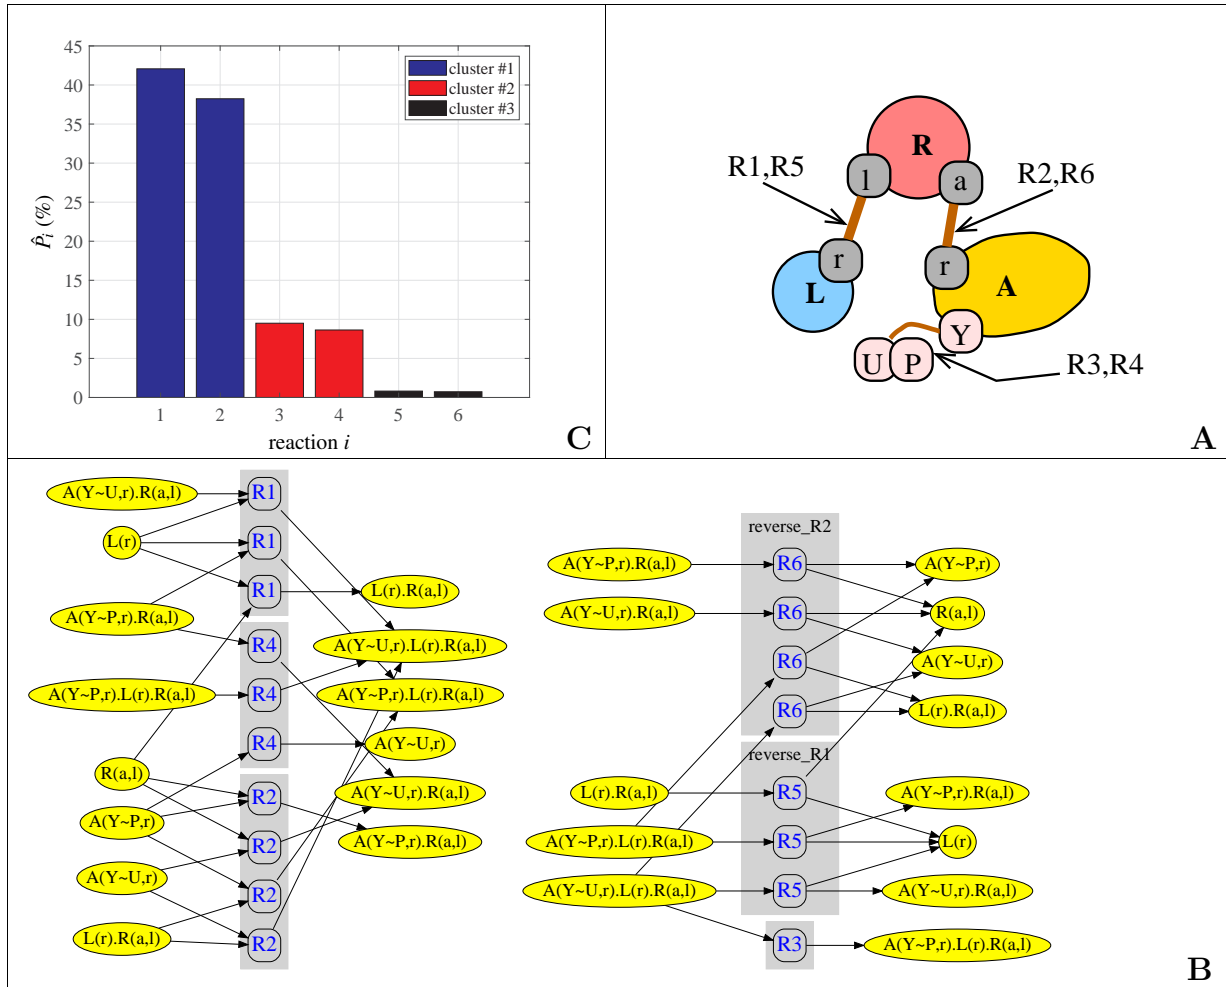 45
40
35
30
25
20
15
10
5
0
P̂i (%)
cluster #1
cluster #2
cluster #3
1 2 3 4 5 6
reaction i
C
R
l
a
R1,R5
R2,R6
r
r
L
A
Y
U P
R3,R4
A
A(Y~U,r).R(a,l)
L(r)
A(Y~P,r).R(a,l)
A(Y~P,r).L(r).R(a,l)
R(a,l)
A(Y~P,r)
A(Y~U,r)
L(r).R(a,l)
R1
R1
R1
R4
R4
R4
R2
R2
R2
R2
L(r).R(a,l)
A(Y~U,r).L(r).R(a,l)
A(Y~P,r).L(r).R(a,l)
A(Y~U,r)
A(Y~U,r).R(a,l)
A(Y~P,r).R(a,l)
A(Y~P,r).R(a,l)
A(Y~U,r).R(a,l)
L(r).R(a,l)
A(Y~P,r).L(r).R(a,l)
A(Y~U,r).L(r).R(a,l)
reverse_R2
R6
R6
R6
R6
reverse_R1
R5
R5
R5
R3
A(Y~P,r)
R(a,l)
A(Y~U,r)
L(r).R(a,l)
A(Y~P,r).R(a,l)
L(r)
A(Y~U,r).R(a,l)
A(Y~P,r).L(r).R(a,l)
B